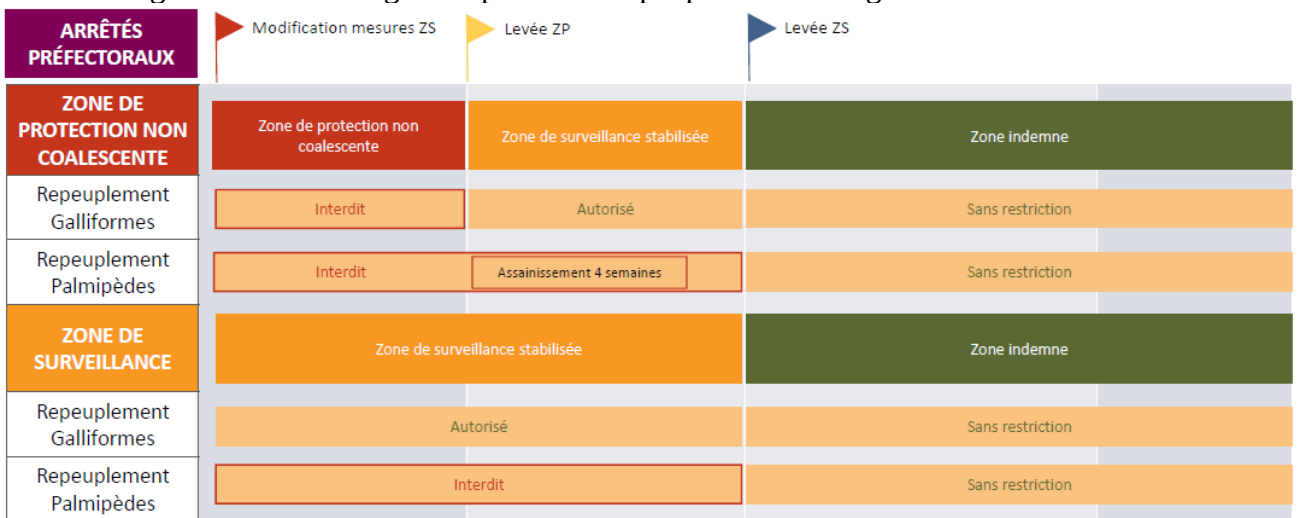 ARRÊTÉS
PRÉFECTORAUX
Modification mesures ZS
Levée ZP
Levée ZS
ZONE DE
PROTECTION NON
COALESCENTE
Zone de protection non
coalescente
Zone de surveillance stabilisée
Zone indemne
Repeuplement
Galliformes
Interdit
Autorisé
Sans restriction
Repeuplement
Palmipèdes
Interdit
Assainissement 4 semaines
Sans restriction
ZONE DE
SURVEILLANCE
Zone de surveillance stabilisée
Zone indemne
Repeuplement
Galliformes
Autorisé
Sans restriction
Repeuplement
Palmipèdes
Interdit
Sans restriction